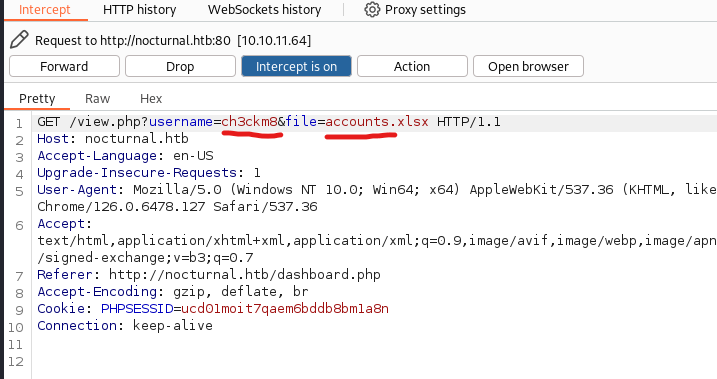 Intercept HTTP history WebSockets history Proxy settings
Request to http://nocturnal.htb:80 [10.10.11.64]
Forward Drop Intercept is on Action Open browser
Pretty Raw Hex
1 GET /view.php?username=ch3ckm8&file=accounts.xlsx HTTP/1.1
2 Host: nocturnal.htb
3 Accept-Language: en-US
4 Upgrade-Insecure-Requests: 1
5 User-Agent: Mozilla/5.0 (Windows NT 10.0; Win64; x64) AppleWebKit/537.36 (KHTML, like
Chrome/126.0.6478.127 Safari/537.36
6 Accept:
text/html,application/xhtml+xml,application/xml;q=0.9,image/avif,image/webp,image/apn
/signed-exchange;v=b3;q=0.7
7 Referer: http://nocturnal.htb/dashboard.php
8 Accept-Encoding: gzip, deflate, br
9 Cookie: PHPSESSID=ucd01moit7qaem6bddb8bm1a8n
10 Connection: keep-alive
11
12